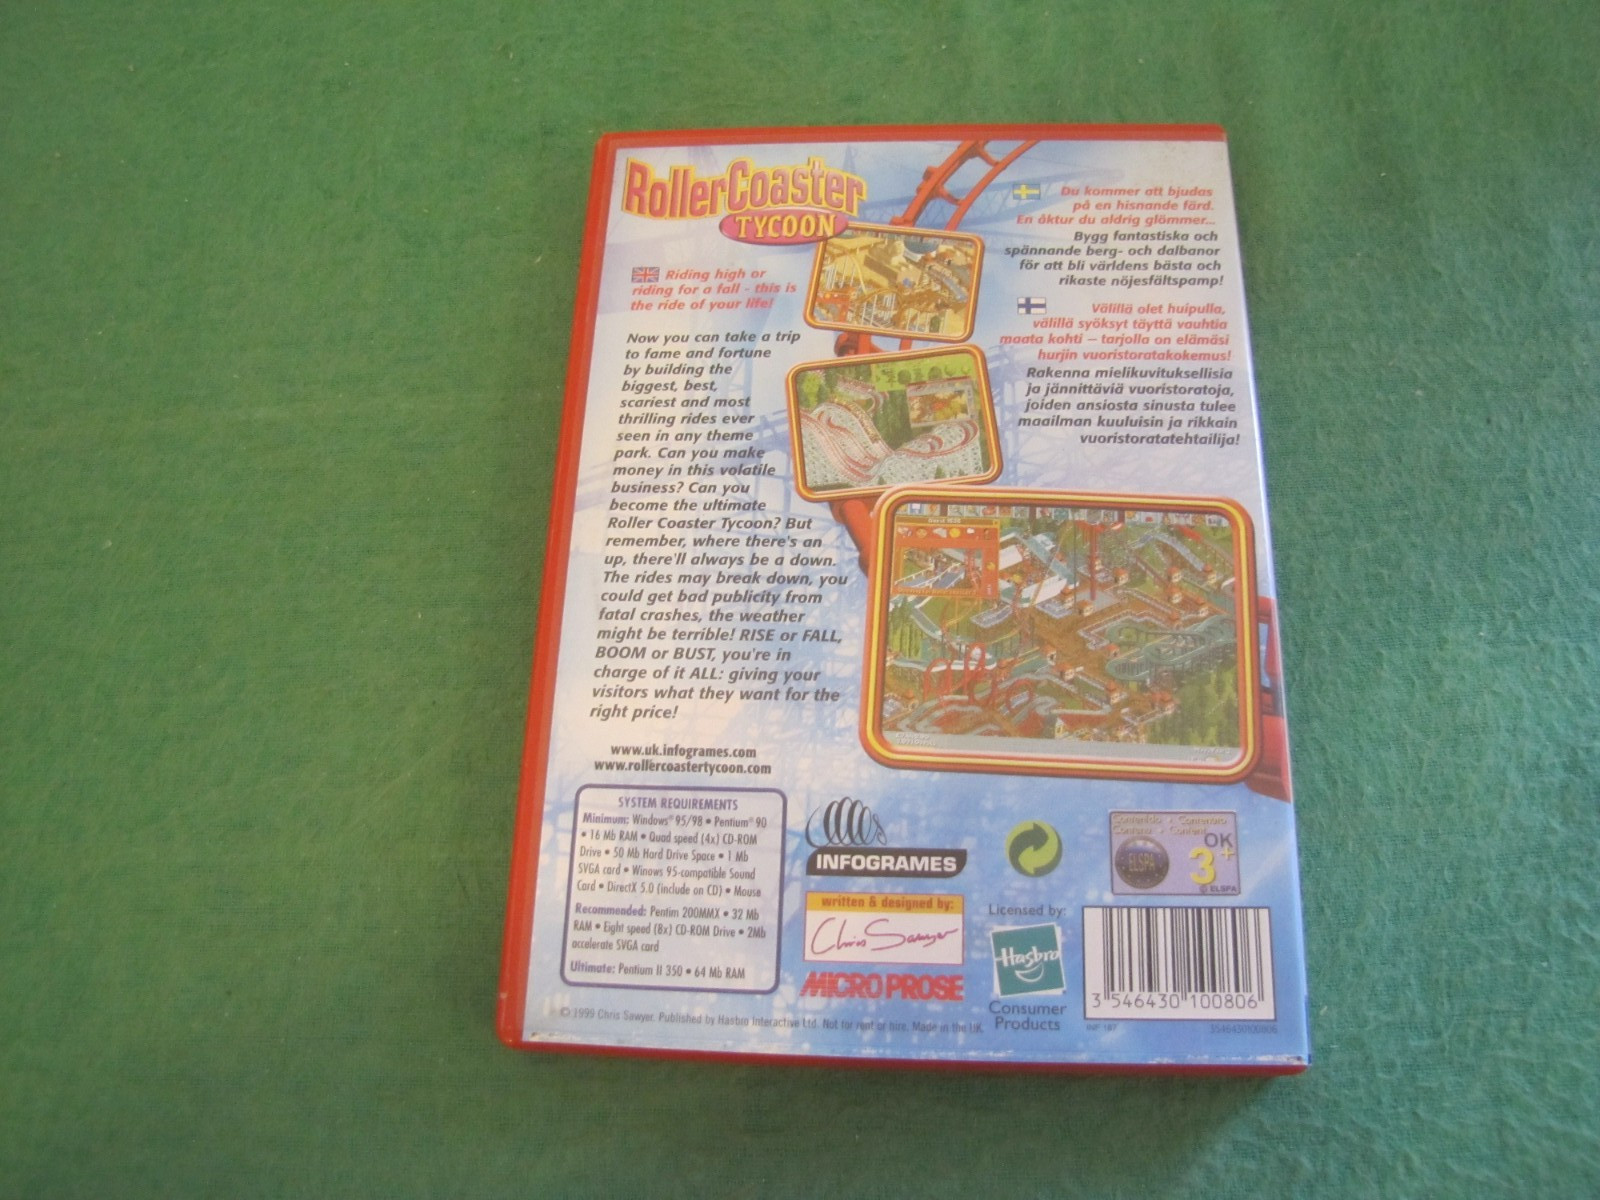 RollerCoaster
TYCOON
Riding high or
riding for a fall - this is
the ride of your life!
Now you can take a trip
to fame and fortune
by building the
biggest, best,
scariest and most
thrilling rides ever
seen in any theme
park. Can you make
money in this volatile
business? Can you
become the ultimate
Roller Coaster Tycoon? But
remember, where there's an
up, there'll always be a down.
The rides may break down, you
could get bad publicity from
fatal crashes, the weather
might be terrible! RISE or FALL,
BOOM or BUST, you're in
charge of it ALL: giving your
visitors what they want for the
right price!
www.uk.infogrames.com
www.rollercoastertycoon.com
Du kommer att bjudas
på en hisnande färd.
En åktur du aldrig glömmer...
Bygg fantastiska och
spännande berg- och dalbanor
för att bli världens bästa och
rikaste nöjesfältspamp!
Välillä olet huipulla,
välillä syöksyt täyttä vauhtia
maata kohti – tarjolla on elämäsi
hurjin vuoristoratakokemus!
Rakenna mielikuvituksellisia
ja jännittäviä vuoristoratoja,
joiden ansiosta sinusta tulee
maailman kuuluisin ja rikkain
vuoristoratatehtailija!
SYSTEM REQUIREMENTS
Minimum: Windows® 95/98 • Pentium® 90
• 16 Mb RAM • Quad speed (4x) CD-ROM
Drive • 50 Mb Hard Drive Space • 1 Mb
SVGA card • Winows 95-compatible Sound
Card • DirectX 5.0 (include on CD) • Mouse
Recommended: Pentim 200MMX • 32 Mb
RAM • Eight speed (8x) CD-ROM Drive • 2Mb
accelerate SVGA card
Ultimate: Pentium II 350 • 64 Mb RAM
INFOGRAMES
written & designed by:
Chris Sawyer
MICROPROSE
Licensed by:
Hasbro
Consumer
Products
Contenido • Contenbro
Contenu • Content
OK
ELSPA
3+
© ELSPA
3 546430 100806
INF 187
3546430100806
© 1999 Chris Sawyer. Published by Hasbro Interactive Ltd. Not for rent or hire. Made in the UK.